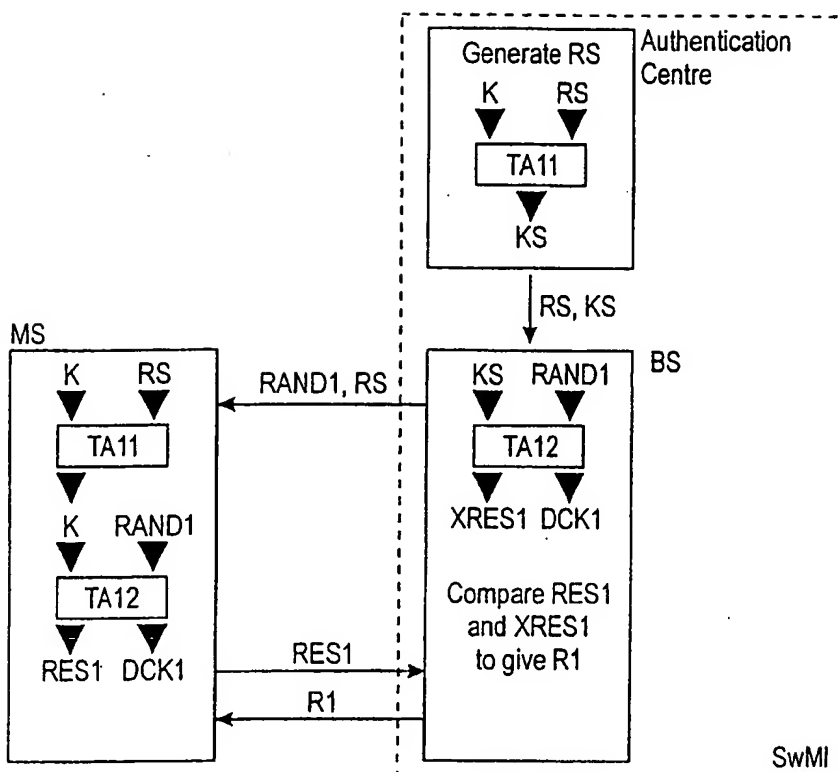 Authentication
Centre
Generate RS
K RS
TA11
KS
RS, KS
MS
K RS
TA11
K RAND1
TA12
RES1 DCK1
RAND1, RS
BS
KS RAND1
TA12
XRES1 DCK1
Compare RES1
and XRES1
to give R1
RES1
R1
SwMI